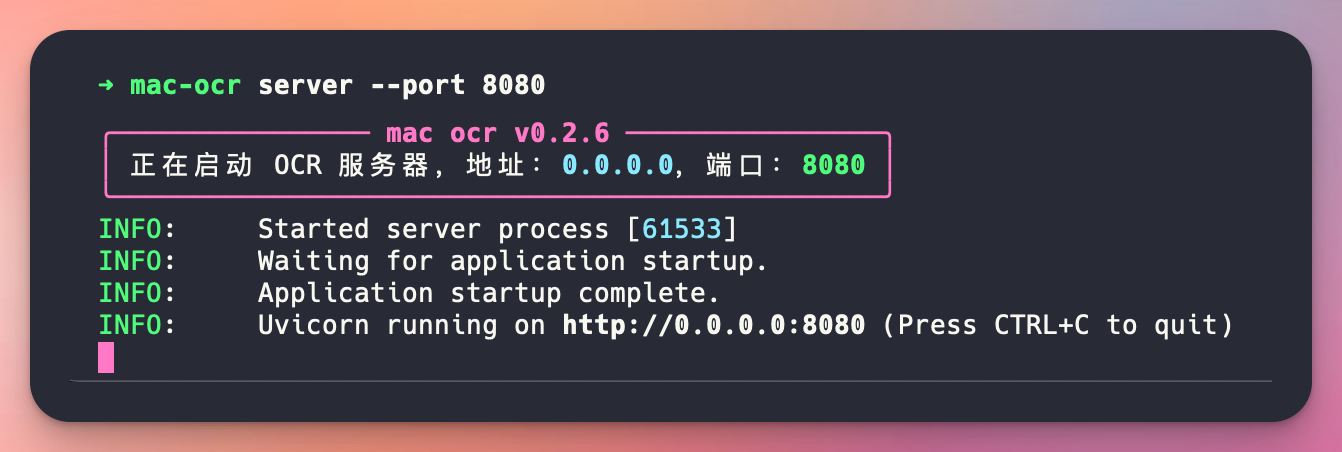 ➜ mac-ocr server --port 8080
mac ocr v0.2.6
正在启动 OCR 服务器, 地址: 0.0.0.0, 端口: 8080
INFO:     Started server process [61533]
INFO:     Waiting for application startup.
INFO:     Application startup complete.
INFO:     Uvicorn running on http://0.0.0.0:8080 (Press CTRL+C to quit)